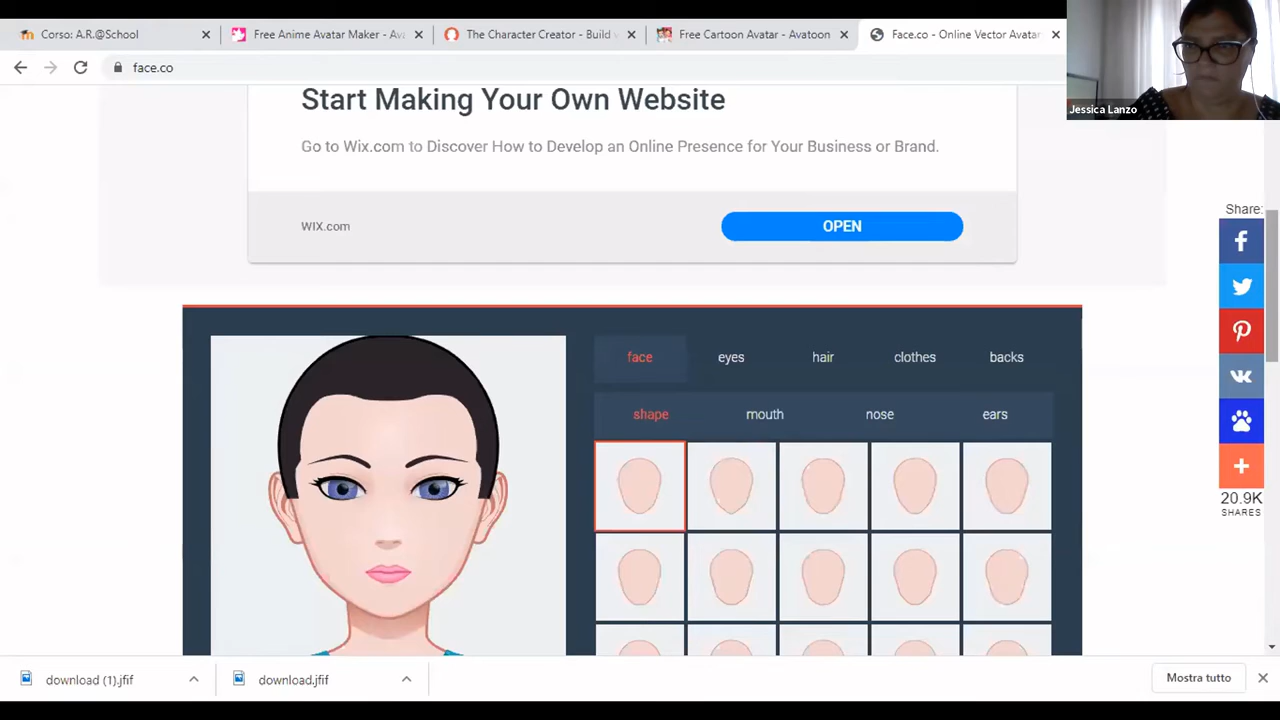 Corso: A.R.@School
Free Anime Avatar Maker - Ava
The Character Creator - Build
Free Cartoon Avatar - Avatoon
Face.co - Online Vector Avatar
face.co
Jessica Lanzo
Start Making Your Own Website
Go to Wix.com to Discover How to Develop an Online Presence for Your Business or Brand.
WIX.com
OPEN
Share:
20.9K
SHARES
face
eyes
hair
clothes
backs
shape
mouth
nose
ears
download (1).jfif
download.jfif
Mostra tutto